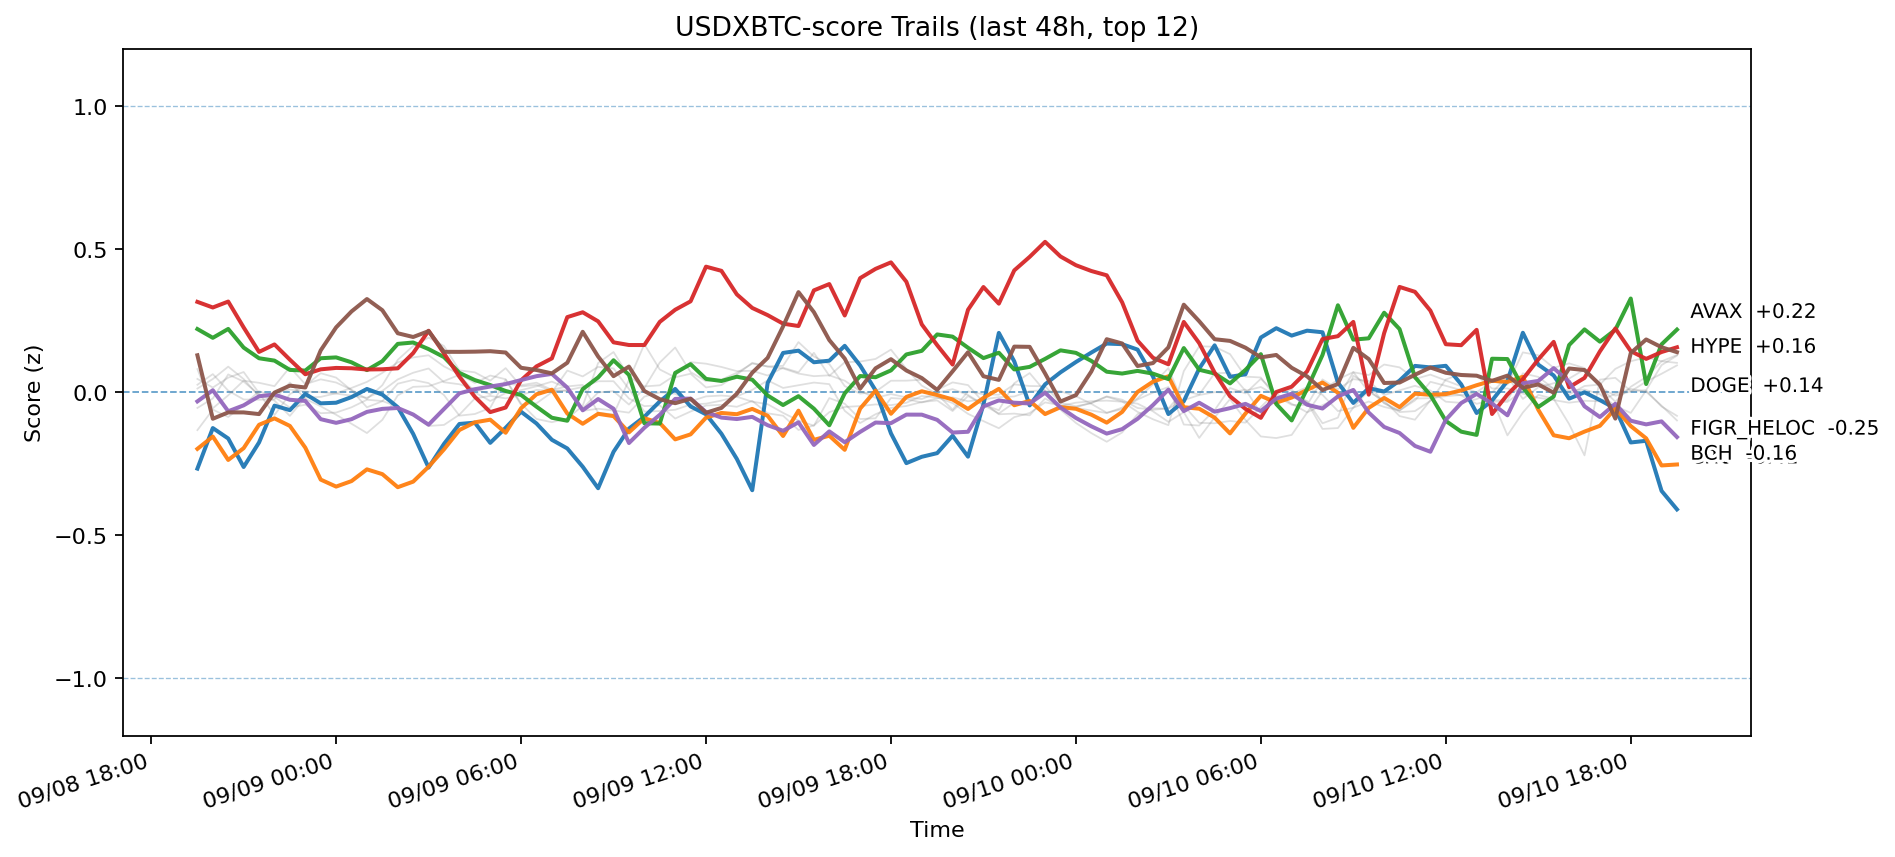 USDXBTC-score Trails (last 48h, top 12)
Score (z)
1.0
0.5
0.0
−0.5
−1.0
AVAX +0.22
HYPE +0.16
DOGE +0.14
FIGR_HELOC -0.25
BCH -0.16
09/08 18:00
09/09 00:00
09/09 06:00
09/09 12:00
09/09 18:00
09/10 00:00
09/10 06:00
09/10 12:00
09/10 18:00
Time